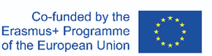 Co-funded by the
Erasmus+ Programme
of the European Union